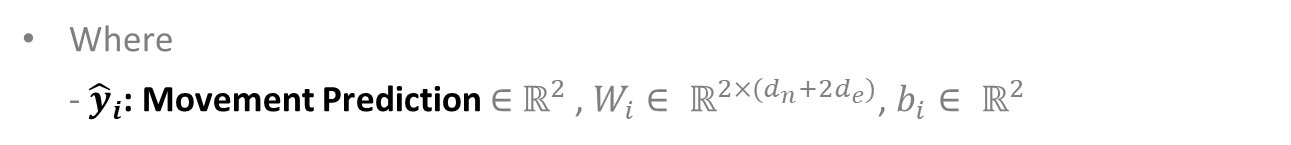 • Where
- ŷᵢ: Movement Prediction ∈ ℝ² , Wᵢ ∈ ℝ^{2×(dₙ+2dₑ)}, bᵢ ∈ ℝ²